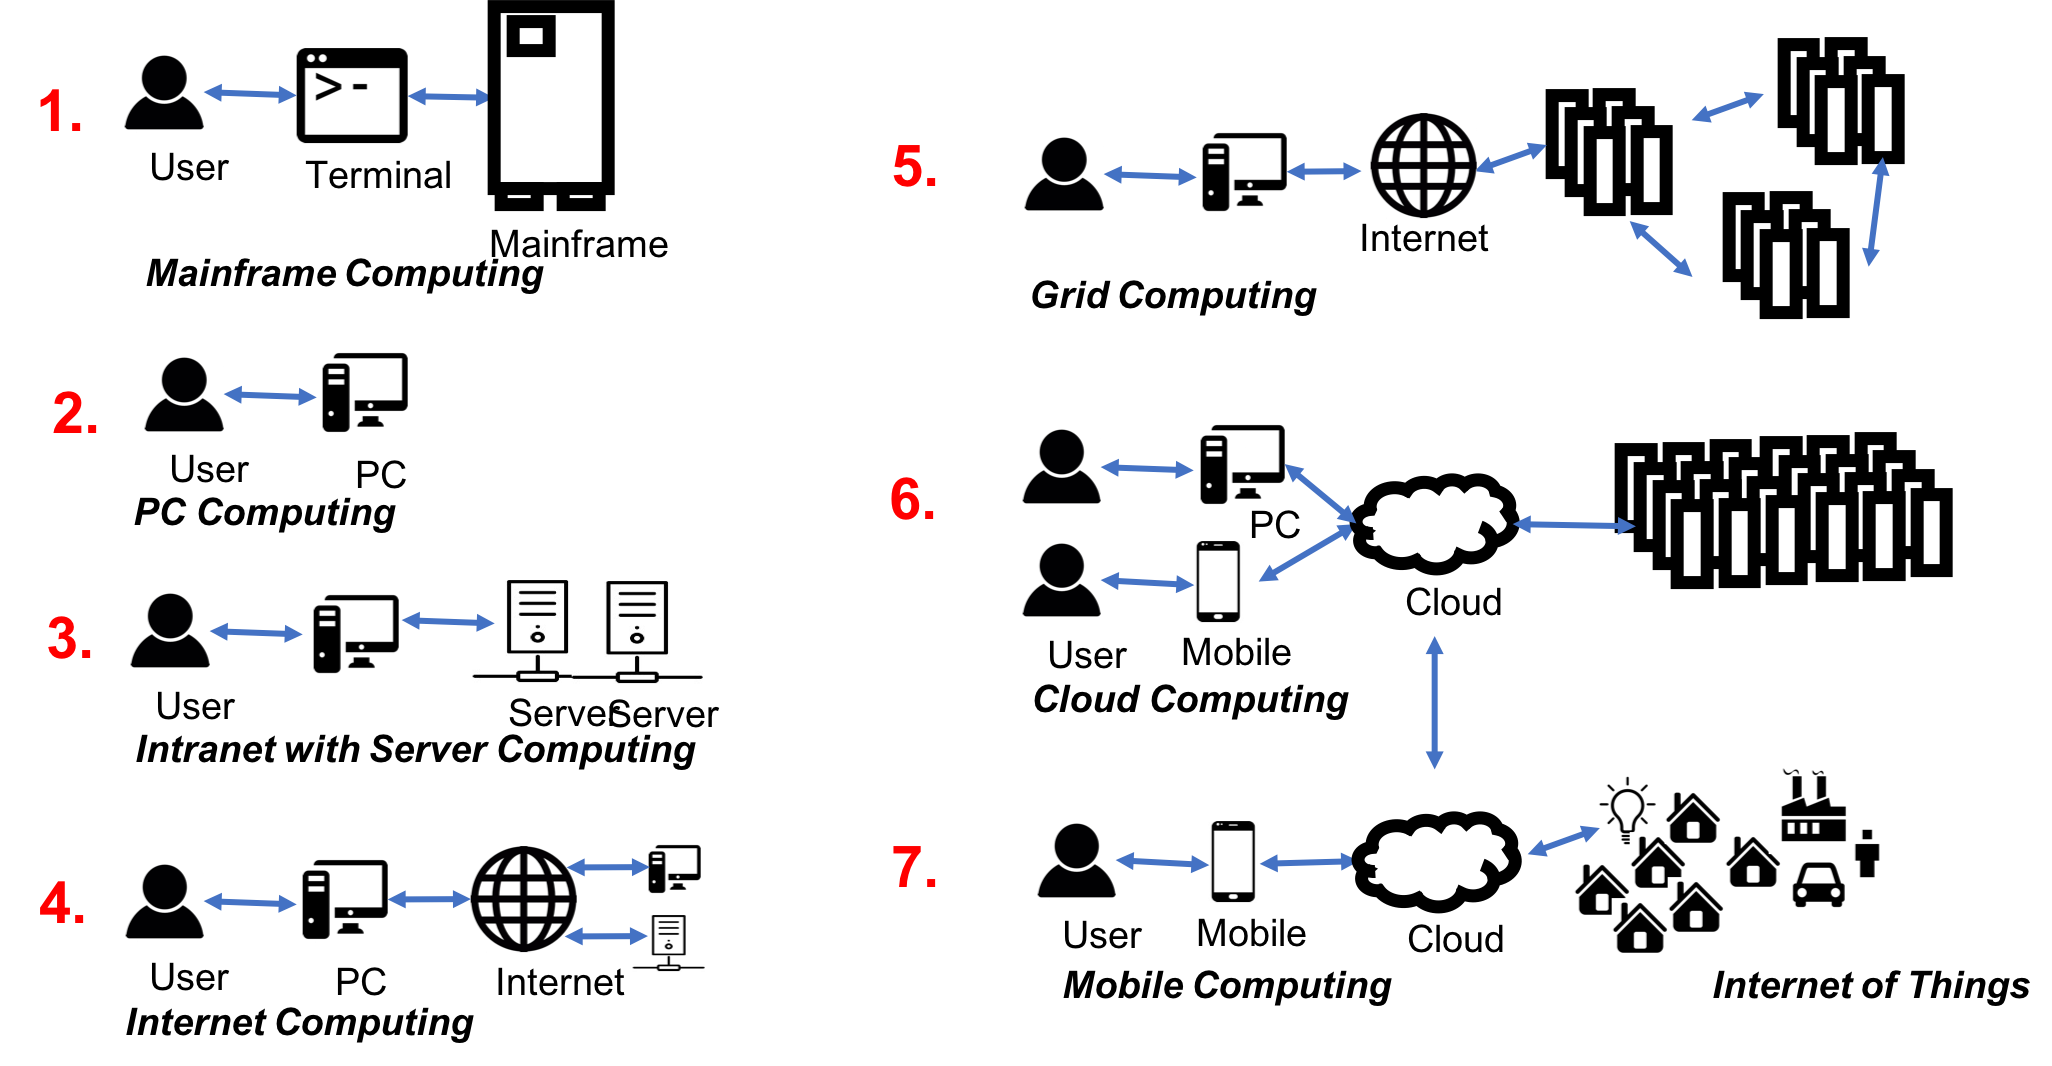 1.
>-
User
Terminal
Mainframe
Mainframe Computing
2.
User
PC
PC Computing
3.
User
Server
Server
Intranet with Server Computing
4.
User
PC
Internet
Internet Computing
5.
Internet
Grid Computing
6.
PC
Cloud
User
Mobile
Cloud Computing
7.
User
Mobile
Cloud
Mobile Computing
Internet of Things